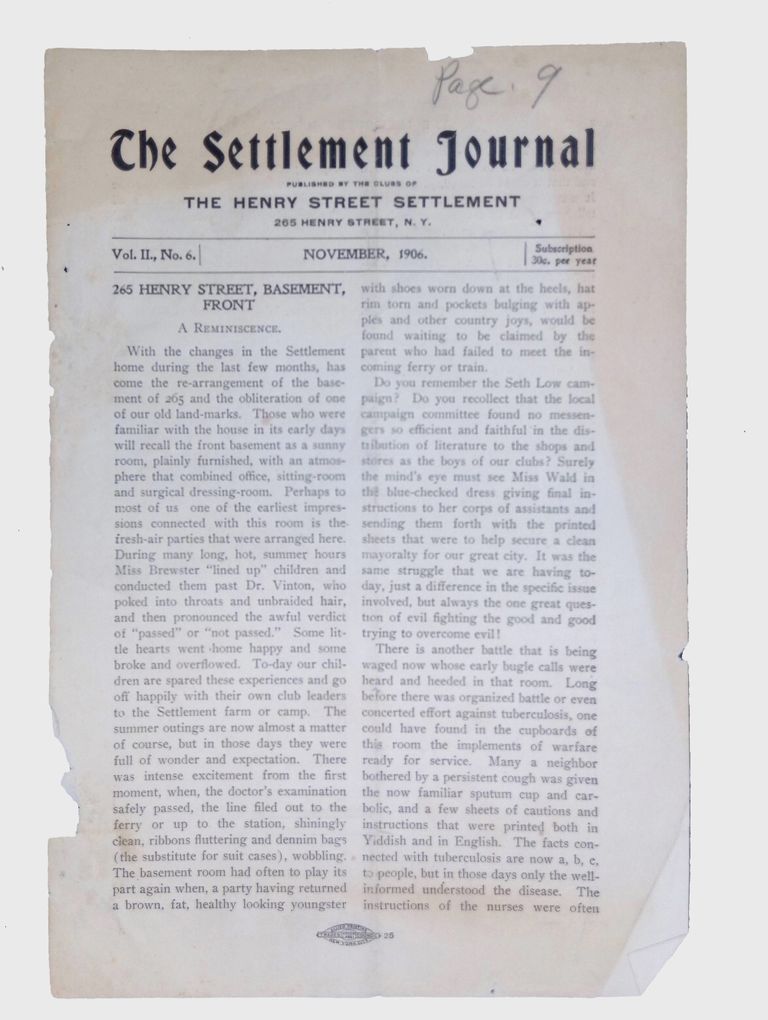 Page. 9
The Settlement Journal
PUBLISHED BY THE CLUBS OF
THE HENRY STREET SETTLEMENT
265 HENRY STREET, N. Y.
Vol. II., No. 6.
NOVEMBER, 1906.
Subscription
30c. per year
265 HENRY STREET, BASEMENT,
FRONT
A Reminiscence.
With the changes in the Settlement
home during the last few months, has
come the re-arrangement of the base-
ment of 265 and the obliteration of one
of our old land-marks. Those who were
familiar with the house in its early days
will recall the front basement as a sunny
room, plainly furnished, with an atmos-
phere that combined office, sitting-room
and surgical dressing-room. Perhaps to
most of us one of the earliest impres-
sions connected with this room is the
fresh-air parties that were arranged here.
During many long, hot, summer hours
Miss Brewster "lined up" children and
conducted them past Dr. Vinton, who
poked into throats and unbraided hair,
and then pronounced the awful verdict
of "passed" or "not passed." Some lit-
tle hearts went home happy and some
broke and overflowed. To-day our chil-
dren are spared these experiences and go
off happily with their own club leaders
to the Settlement farm or camp. The
summer outings are now almost a matter
of course, but in those days they were
full of wonder and expectation. There
was intense excitement from the first
moment, when, the doctor's examination
safely passed, the line filed out to the
ferry or up to the station, shiningly
clean, ribbons fluttering and dennim bags
(the substitute for suit cases), wobbling.
The basement room had often to play its
part again when, a party having returned
a brown, fat, healthy looking youngster
with shoes worn down at the heels, hat
rim torn and pockets bulging with ap-
ples and other country joys, would be
found waiting to be claimed by the
parent who had failed to meet the in-
coming ferry or train.
Do you remember the Seth Low cam-
paign? Do you recollect that the local
campaign committee found no messen-
gers so efficient and faithful in the dis-
tribution of literature to the shops and
stores as the boys of our clubs? Surely
the mind's eye must see Miss Wald in
the blue-checked dress giving final in-
structions to her corps of assistants and
sending them forth with the printed
sheets that were to help secure a clean
mayoralty for our great city. It was the
same struggle that we are having to-
day, just a difference in the specific issue
involved, but always the one great ques-
tion of evil fighting the good and good
trying to overcome evil!
There is another battle that is being
waged now whose early bugle calls were
heard and heeded in that room. Long
before there was organized battle or even
concerted effort against tuberculosis, one
could have found in the cupboards of
this room the implements of warfare
ready for service. Many a neighbor
bothered by a persistent cough was given
the now familiar sputum cup and car-
bolic, and a few sheets of cautions and
instructions that were printed both in
Yiddish and in English. The facts con-
nected with tuberculosis are now a, b, c,
to people, but in those days only the well-
informed understood the disease. The
instructions of the nurses were often
25